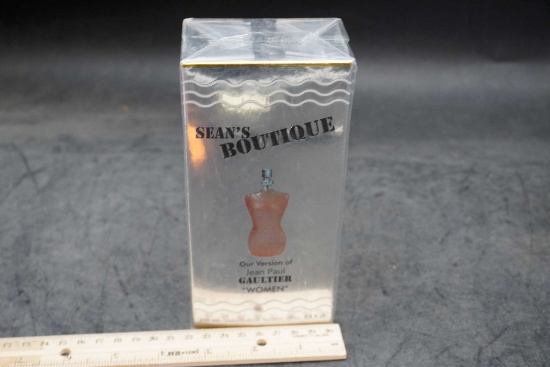 SEAN'S
BOUTIQUE
Our Version of
Jean Paul
GAULTIER
"WOMEN"